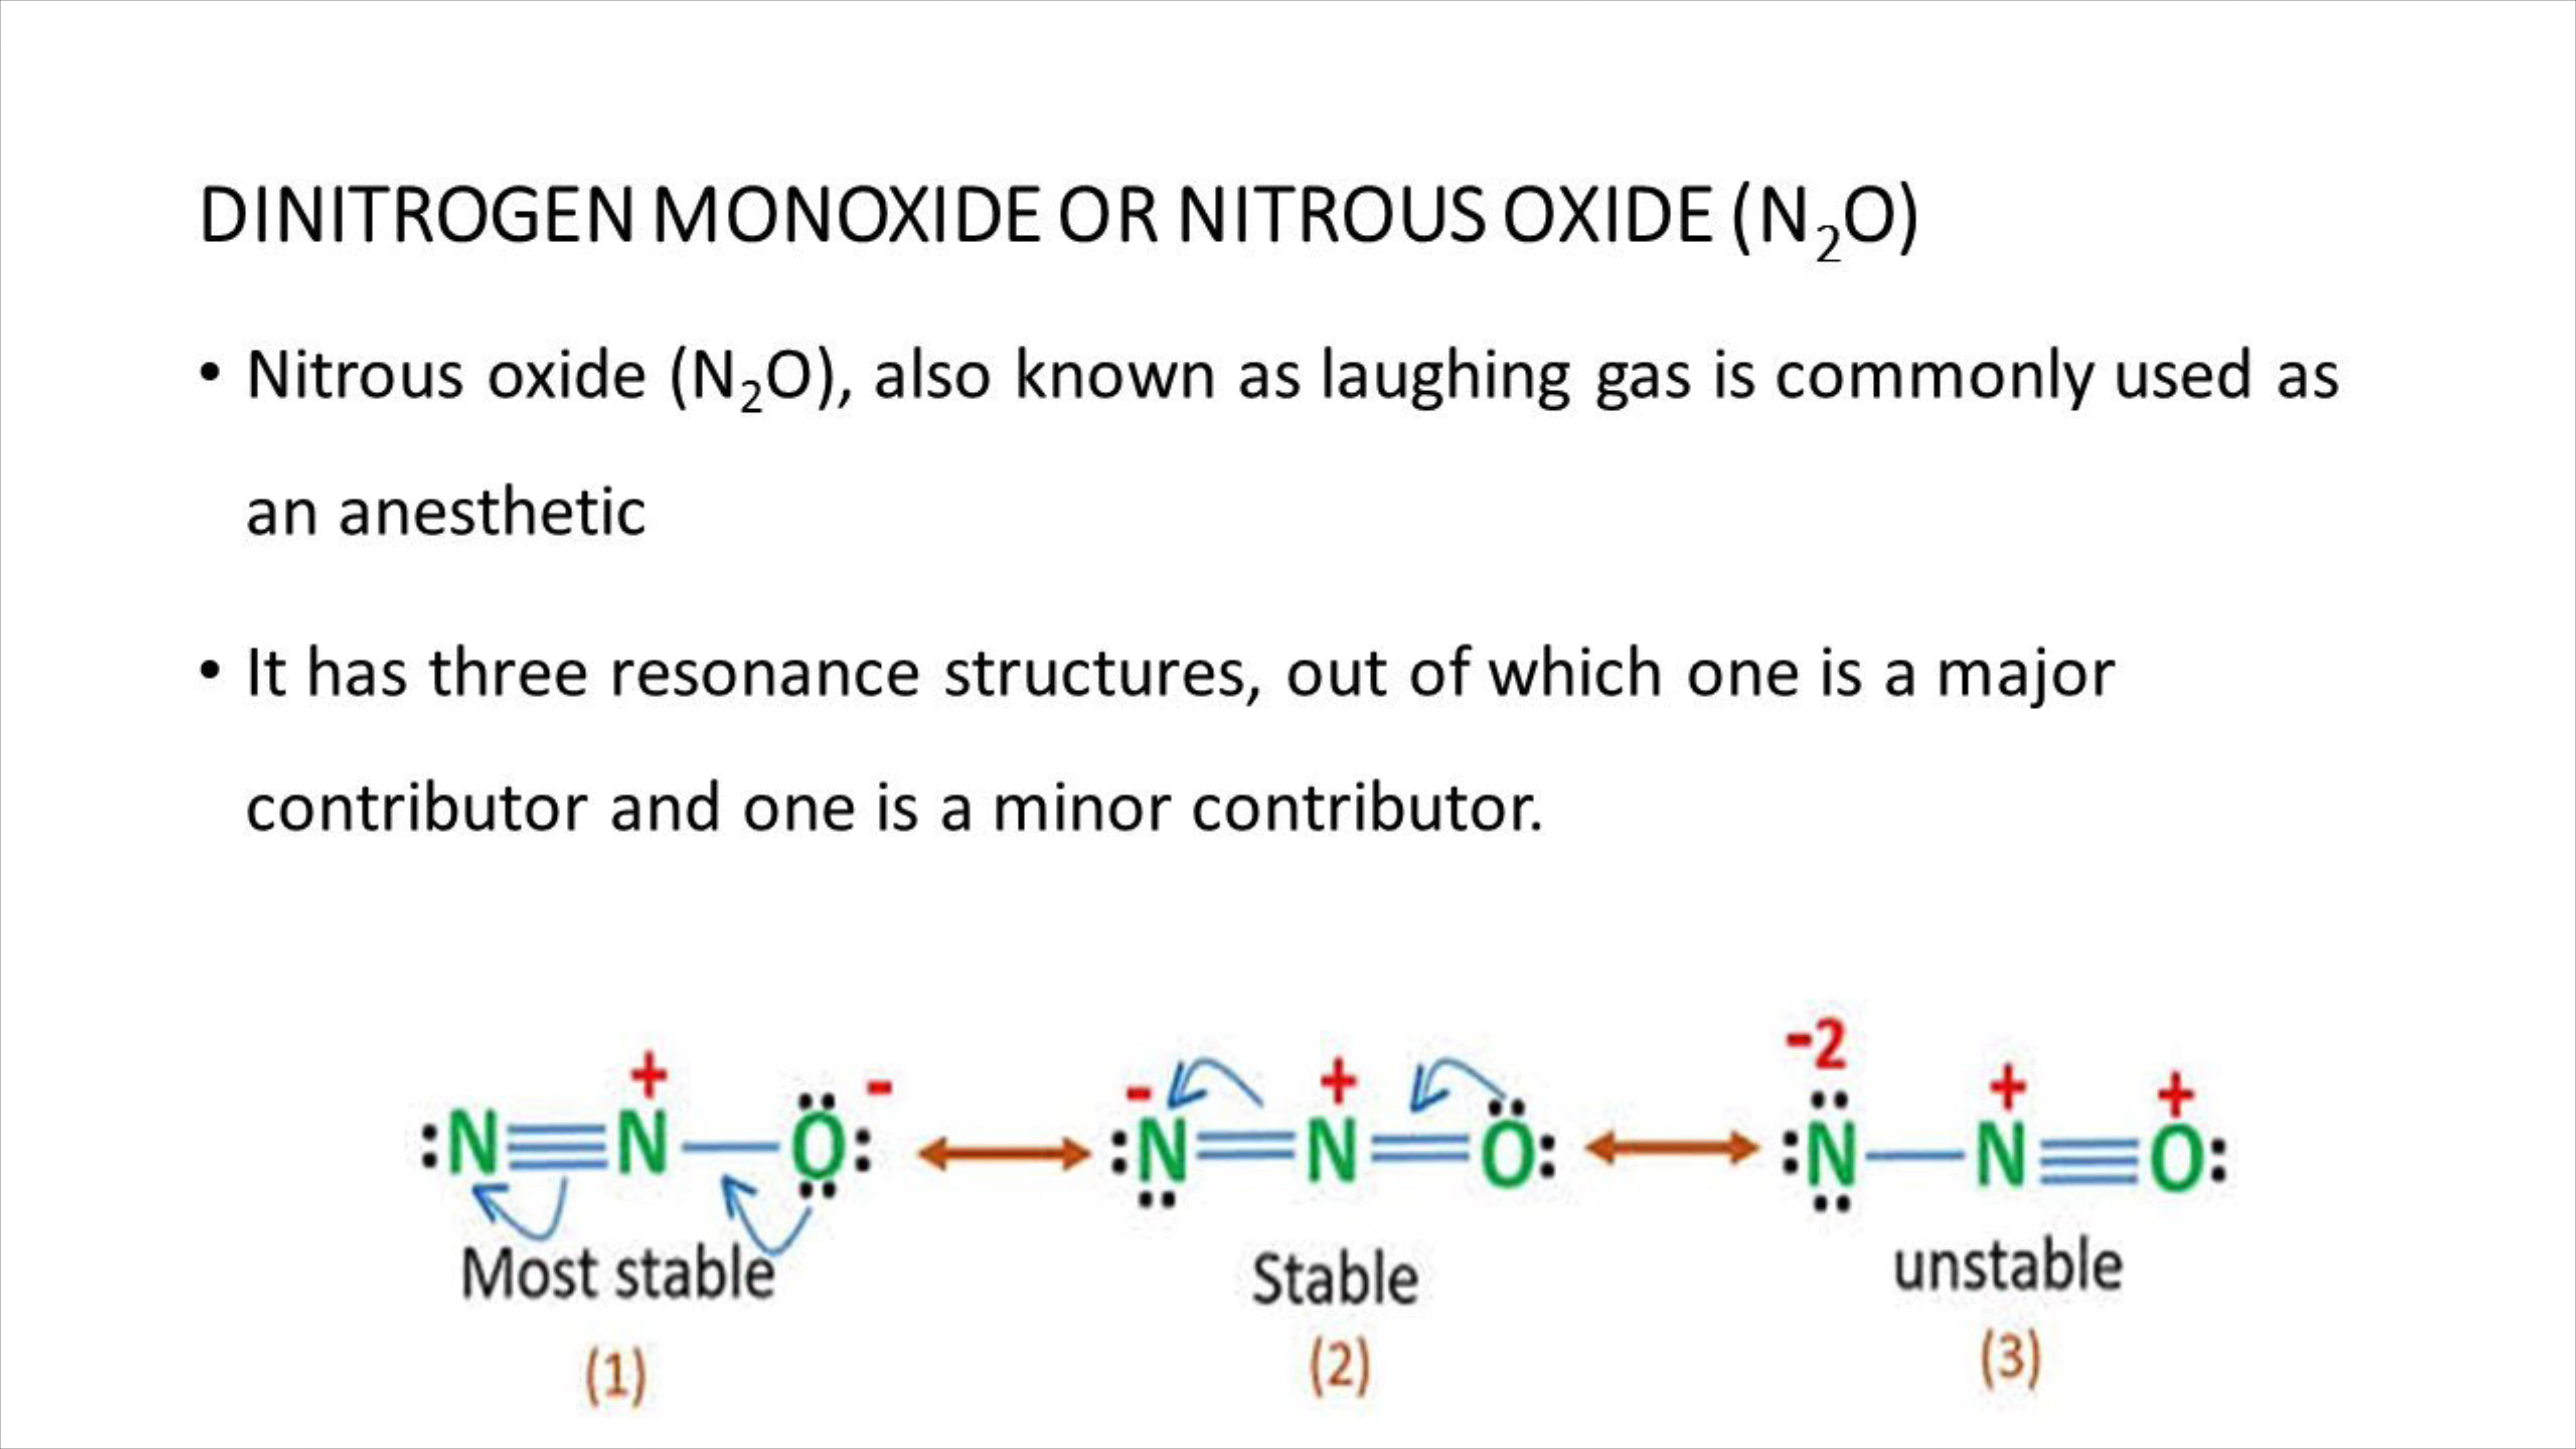 DINITROGEN MONOXIDE OR NITROUS OXIDE (N₂O)
• Nitrous oxide (N₂O), also known as laughing gas is commonly used as
an anesthetic
• It has three resonance structures, out of which one is a major
contributor and one is a minor contributor.
-2
+ - - + + +
:N≡N—O: ↔ :N=N=O: ↔ :N—N≡O:
Most stable Stable unstable
(1) (2) (3)